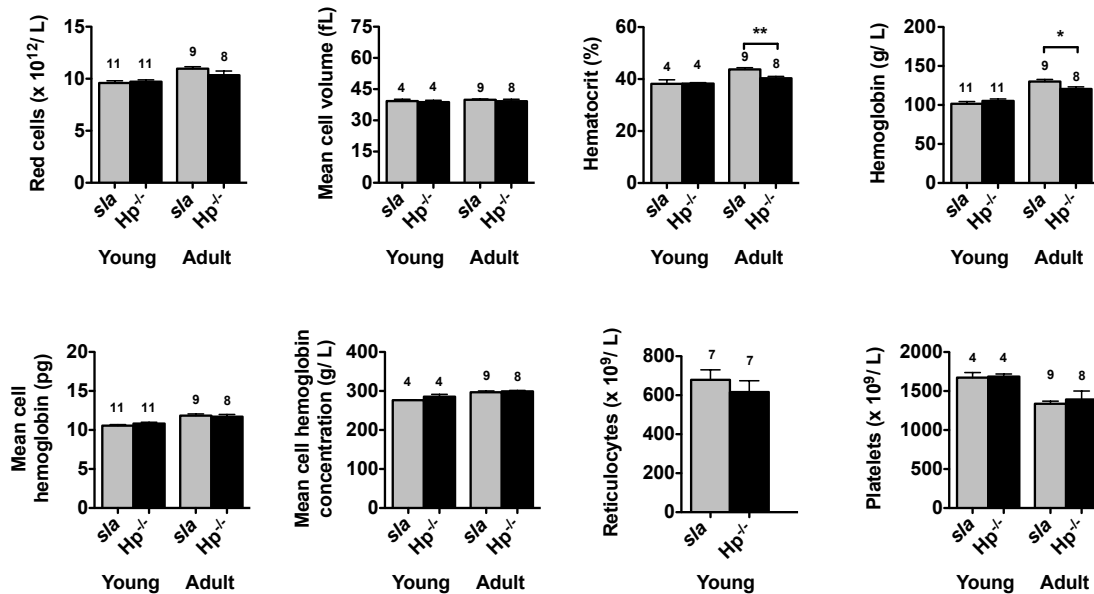 Red cells (x 10¹²/ L)
20
15
10
5
0
11 11 9 8
sla Hp⁻/⁻ sla Hp⁻/⁻
Young Adult
Mean cell volume (fL)
75
60
45
30
15
0
4 4 9 8
sla Hp⁻/⁻ sla Hp⁻/⁻
Young Adult
Hematocrit (%)
60
40
20
0
**
4 4 9 8
sla Hp⁻/⁻ sla Hp⁻/⁻
Young Adult
Hemoglobin (g/ L)
200
150
100
50
0
*
11 11 9 8
sla Hp⁻/⁻ sla Hp⁻/⁻
Young Adult
Mean cell
hemoglobin (pg)
20
15
10
5
0
11 11 9 8
sla Hp⁻/⁻ sla Hp⁻/⁻
Young Adult
Mean cell hemoglobin
concentration (g/ L)
400
300
200
100
0
4 4 9 8
sla Hp⁻/⁻ sla Hp⁻/⁻
Young Adult
Reticulocytes (x 10⁹/ L)
800
600
400
200
0
7 7
sla Hp⁻/⁻
Young
Platelets (x 10⁹/ L)
2000
1500
1000
500
0
4 4 9 8
sla Hp⁻/⁻ sla Hp⁻/⁻
Young Adult